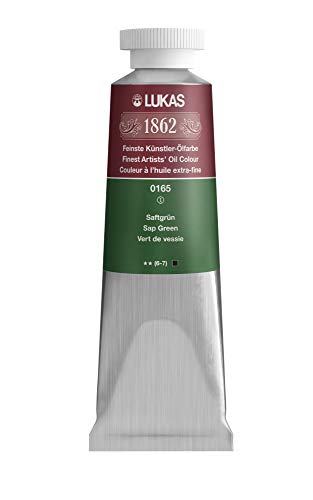 LUKAS
1862
Feinste Künstler-Ölfarbe
Finest Artists' Oil Colour
Couleur à l'huile extra-fine
0165
1
Saftgrün
Sap Green
Vert de vessie
★★ (6–7) ■